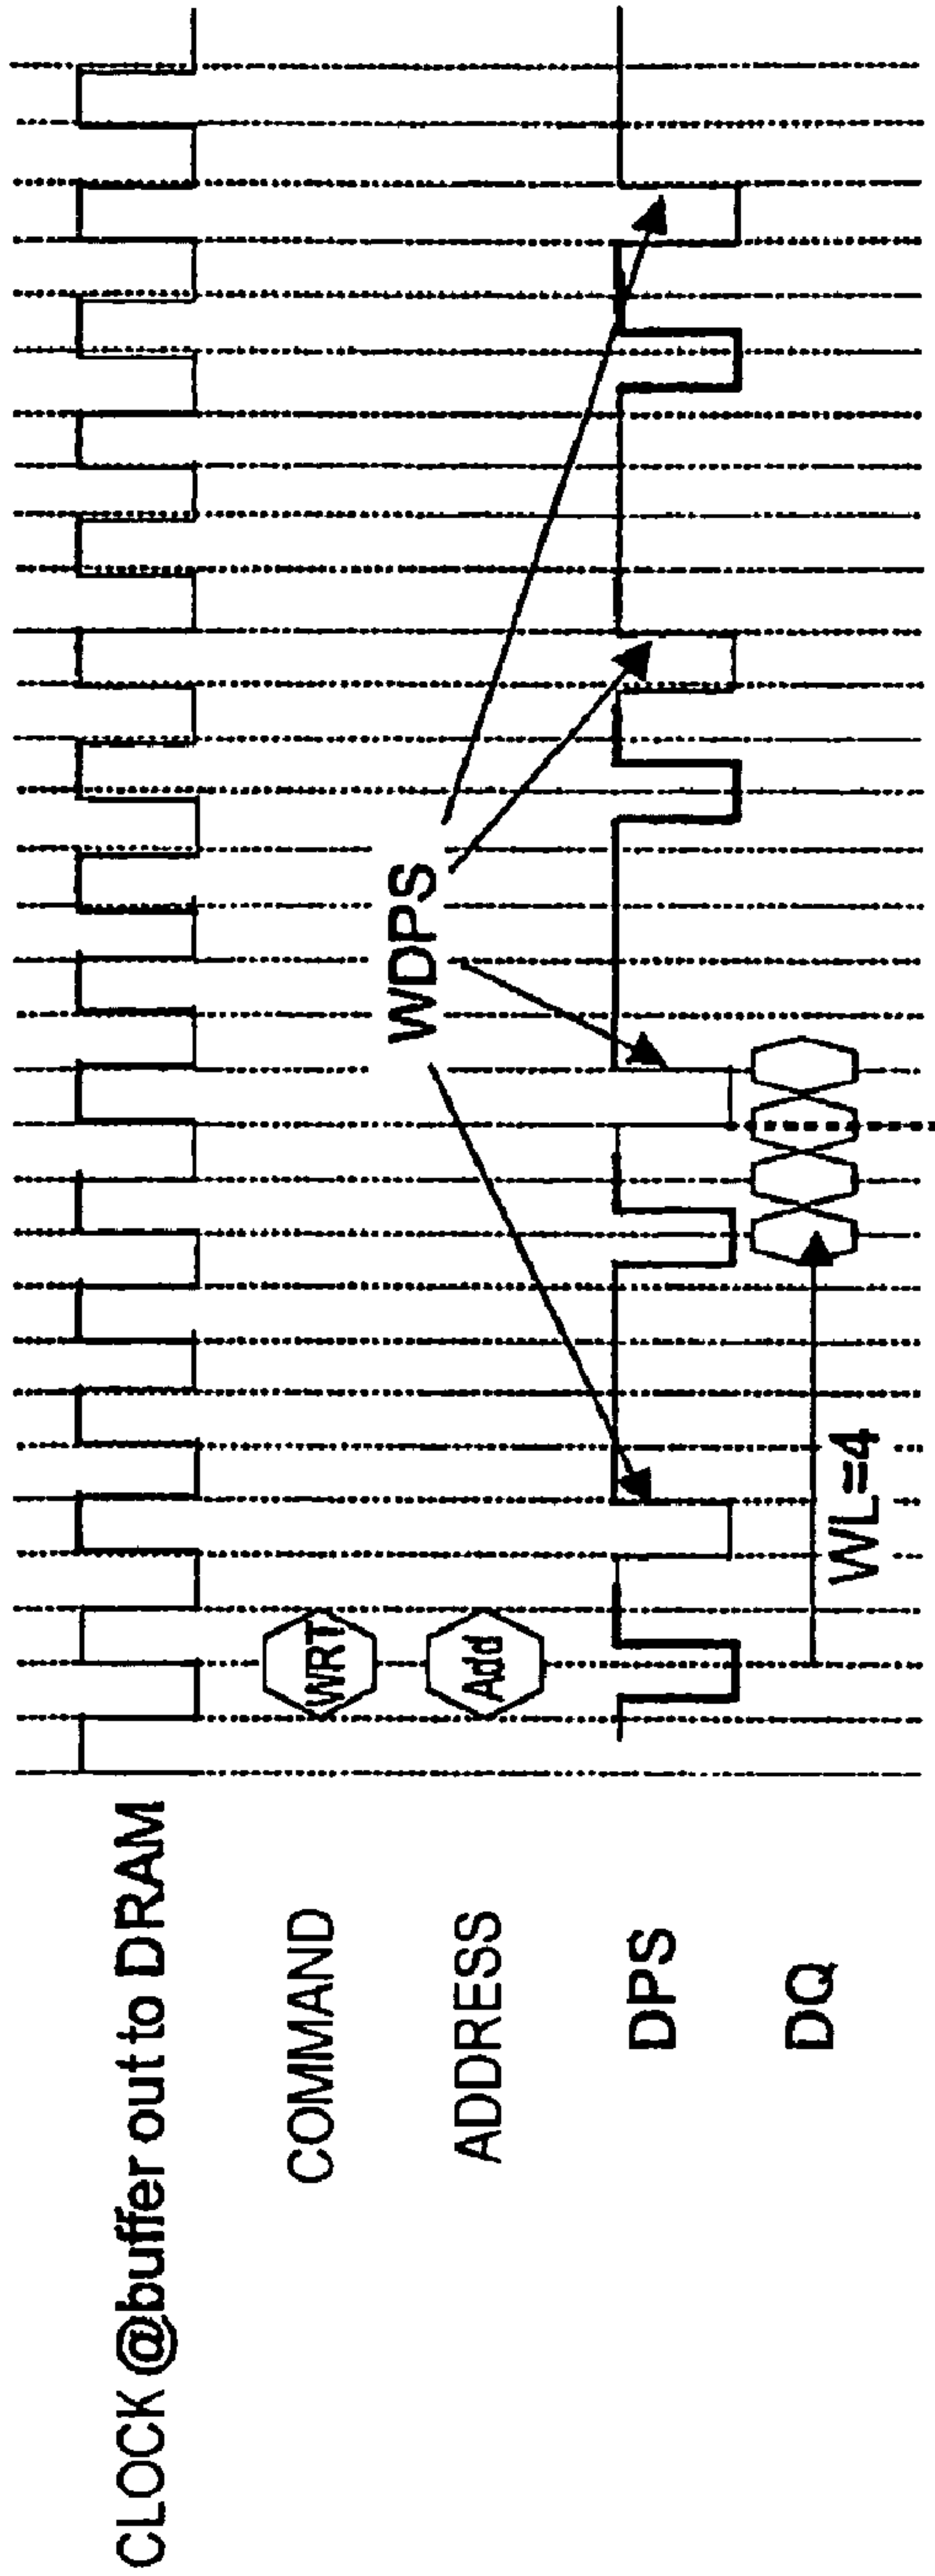 CLOCK @buffer out to DRAM
COMMAND
WRT
ADDRESS
Add
WDPS
DPS
DQ
WL=4